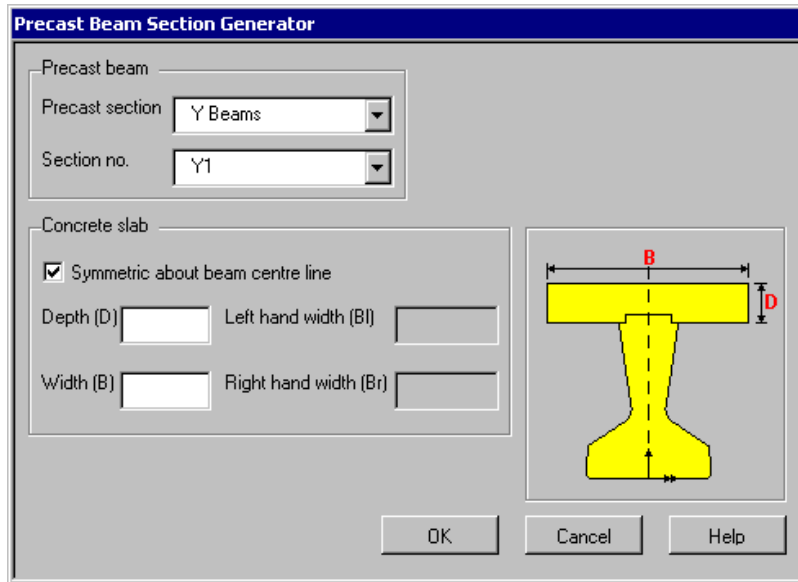 Precast Beam Section Generator
Precast beam
Precast section Y Beams
Section no. Y1
Concrete slab
Symmetric about beam centre line
Depth (D) Left hand width (Bl)
Width (B) Right hand width (Br)
B
D
OK Cancel Help